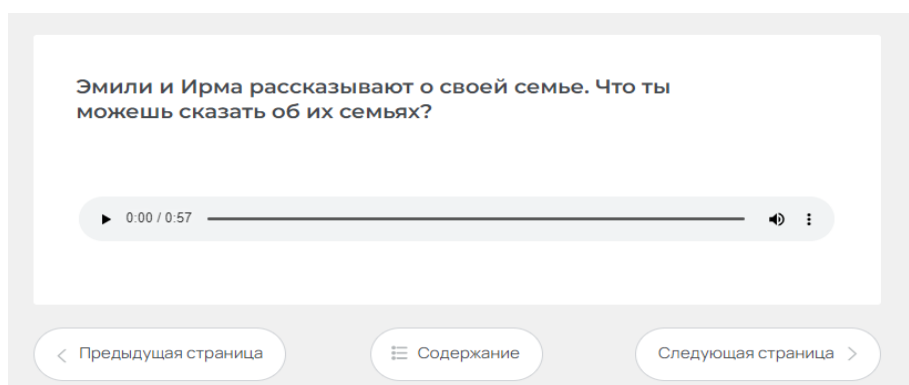 Эмили и Ирма рассказывают о своей семье. Что ты
можешь сказать об их семьях?
0:00 / 0:57
Предыдущая страница
Содержание
Следующая страница